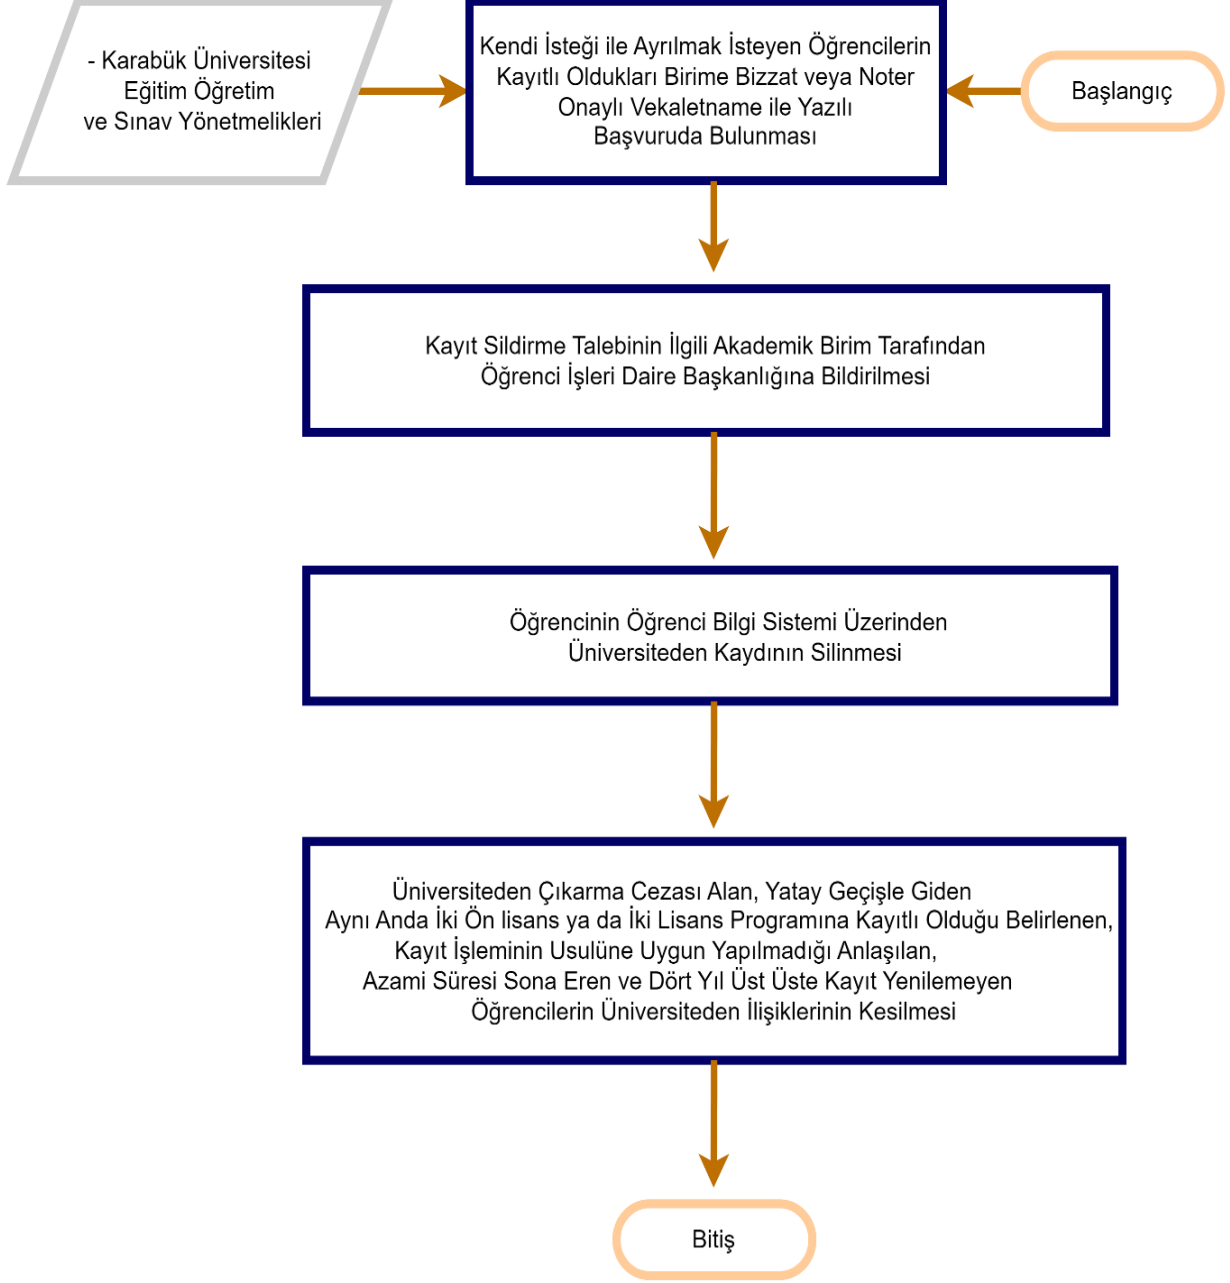 - Karabük Üniversitesi
Eğitim Öğretim
ve Sınav Yönetmelikleri
Kendi İsteği ile Ayrılmak İsteyen Öğrencilerin
Kayıtlı Oldukları Birime Bizzat veya Noter
Onaylı Vekaletname ile Yazılı
Başvuruda Bulunması
Başlangıç
Kayıt Sildirme Talebinin İlgili Akademik Birim Tarafından
Öğrenci İşleri Daire Başkanlığına Bildirilmesi
Öğrencinin Öğrenci Bilgi Sistemi Üzerinden
Üniversiteden Kaydının Silinmesi
Üniversiteden Çıkarma Cezası Alan, Yatay Geçişle Giden
Aynı Anda İki Ön lisans ya da İki Lisans Programına Kayıtlı Olduğu Belirlenen,
Kayıt İşleminin Usulüne Uygun Yapılmadığı Anlaşılan,
Azami Süresi Sona Eren ve Dört Yıl Üst Üste Kayıt Yenilemeyen
Öğrencilerin Üniversiteden İlişiklerinin Kesilmesi
Bitiş